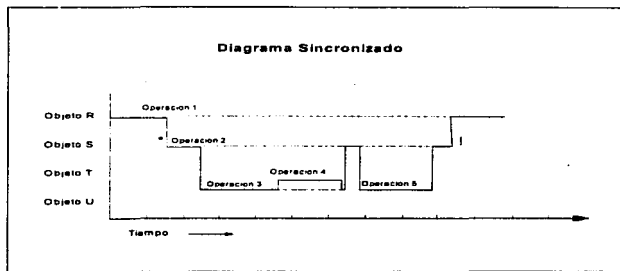 Diagrama Sincronizado
Operacion 1
Objeto R
Objeto S
Operacion 2
Objeto T
Operacion 3
Operacion 4
Operacion 5
Objeto U
Tiempo